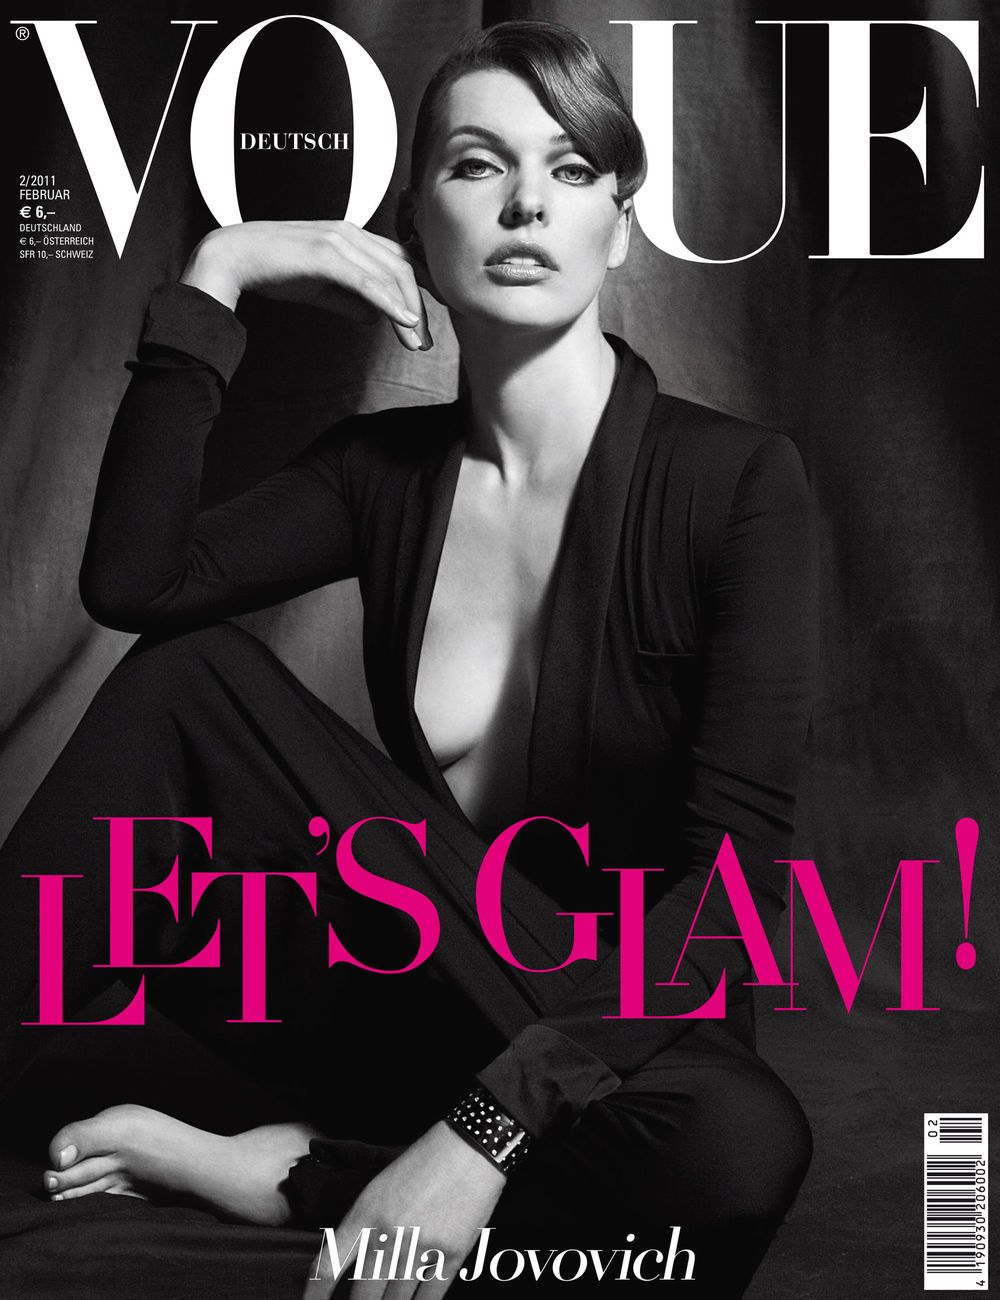 VOGUE
®
DEUTSCH
2/2011
FEBRUAR
€ 6,–
DEUTSCHLAND
€ 6,– ÖSTERREICH
SFR 10,– SCHWEIZ
LET'S GLAM!
Milla Jovovich
02
4 190930 206002